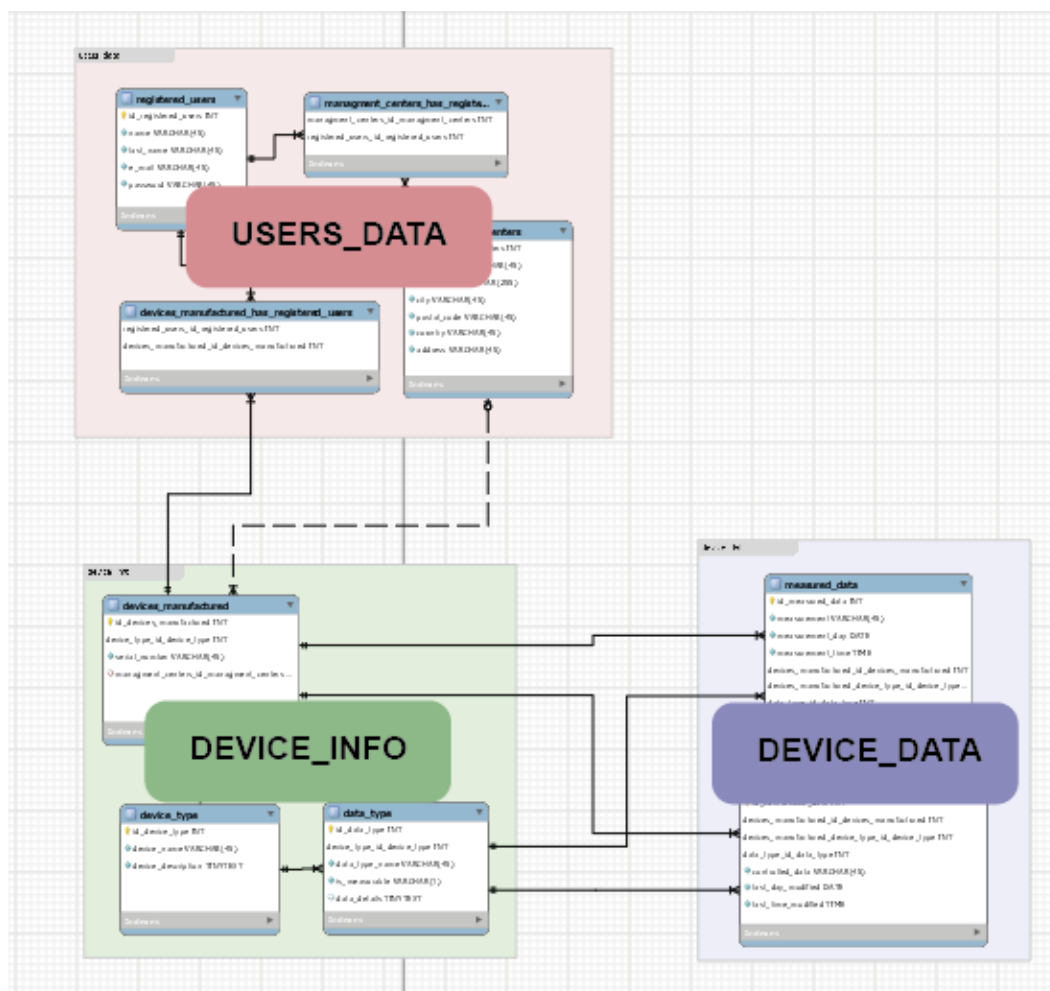 registered_users
id_registered_users INT
name VARCHAR(45)
last_name VARCHAR(45)
e_mail VARCHAR(45)
password VARCHAR(45)
Indexes
managment_centers_has_registe...
managment_centers_id_managment_centers INT
registered_users_id_registered_users INT
Indexes
USERS_DATA
city VARCHAR(45)
postal_code VARCHAR(45)
country VARCHAR(45)
address VARCHAR(45)
Indexes
devices_manufactured_has_registered_users
registered_users_id_registered_users INT
devices_manufactured_id_devices_manufactured INT
Indexes
devices_manufactured
id_devices_manufactured INT
device_type_id_device_type INT
serial_number VARCHAR(45)
managment_centers_id_managment_centers ...
DEVICE_INFO
device_type
id_device_type INT
device_name VARCHAR(45)
device_description TINYTEXT
Indexes
data_type
id_data_type INT
device_type_id_device_type INT
data_type_name VARCHAR(45)
is_measurable VARCHAR(1)
data_details TINYTEXT
Indexes
measured_data
id_measured_data INT
measurement VARCHAR(45)
measurement_day DATE
measurement_time TIME
devices_manufactured_id_devices_manufactured INT
devices_manufactured_device_type_id_device_type ...
DEVICE_DATA
devices_manufactured_id_devices_manufactured INT
devices_manufactured_device_type_id_device_type INT
data_type_id_data_type INT
controlled_data VARCHAR(45)
last_day_modified DATE
last_time_modified TIME
Indexes